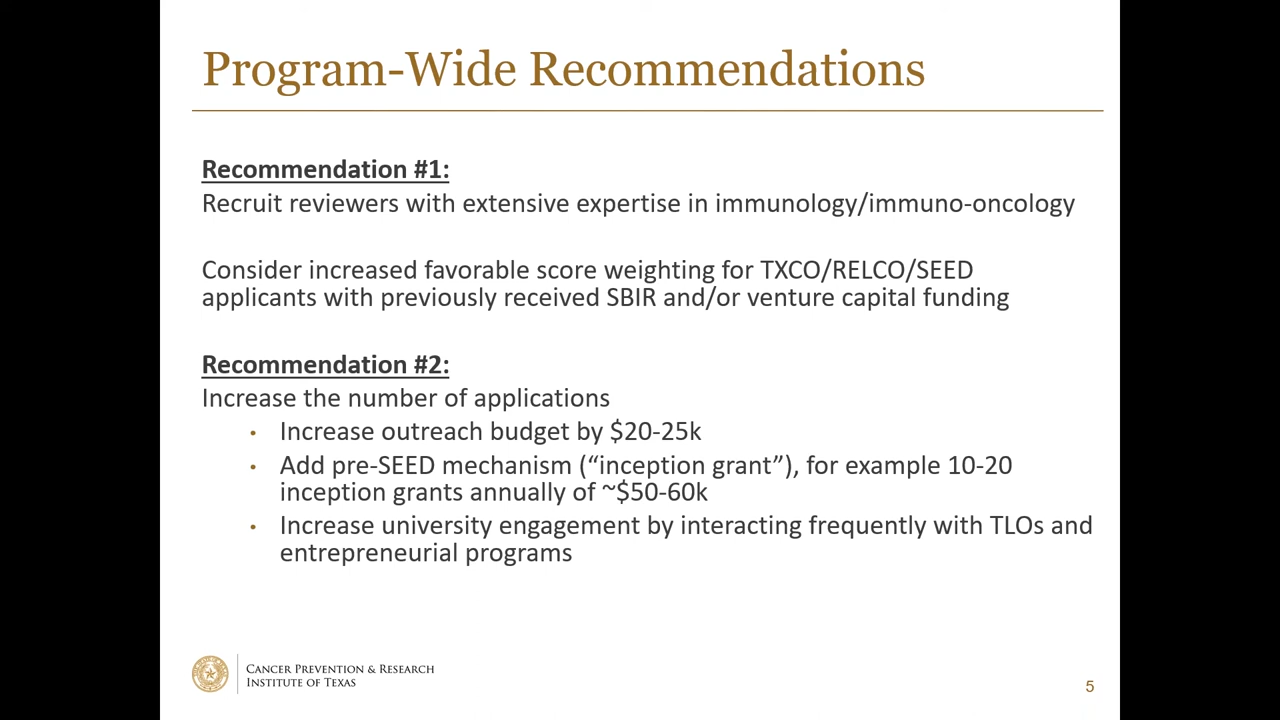 Program-Wide Recommendations
Recommendation #1:
Recruit reviewers with extensive expertise in immunology/immuno-oncology
Consider increased favorable score weighting for TXCO/RELCO/SEED
applicants with previously received SBIR and/or venture capital funding
Recommendation #2:
Increase the number of applications
• Increase outreach budget by $20-25k
• Add pre-SEED mechanism (“inception grant”), for example 10-20
inception grants annually of ~$50-60k
• Increase university engagement by interacting frequently with TLOs and
entrepreneurial programs
Cancer Prevention & Research
Institute of Texas
5